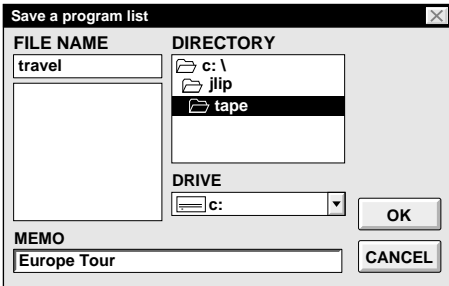 Save a program list
FILE NAME
travel
DIRECTORY
c: \
jlip
tape
DRIVE
c:
OK
MEMO
Europe Tour
CANCEL